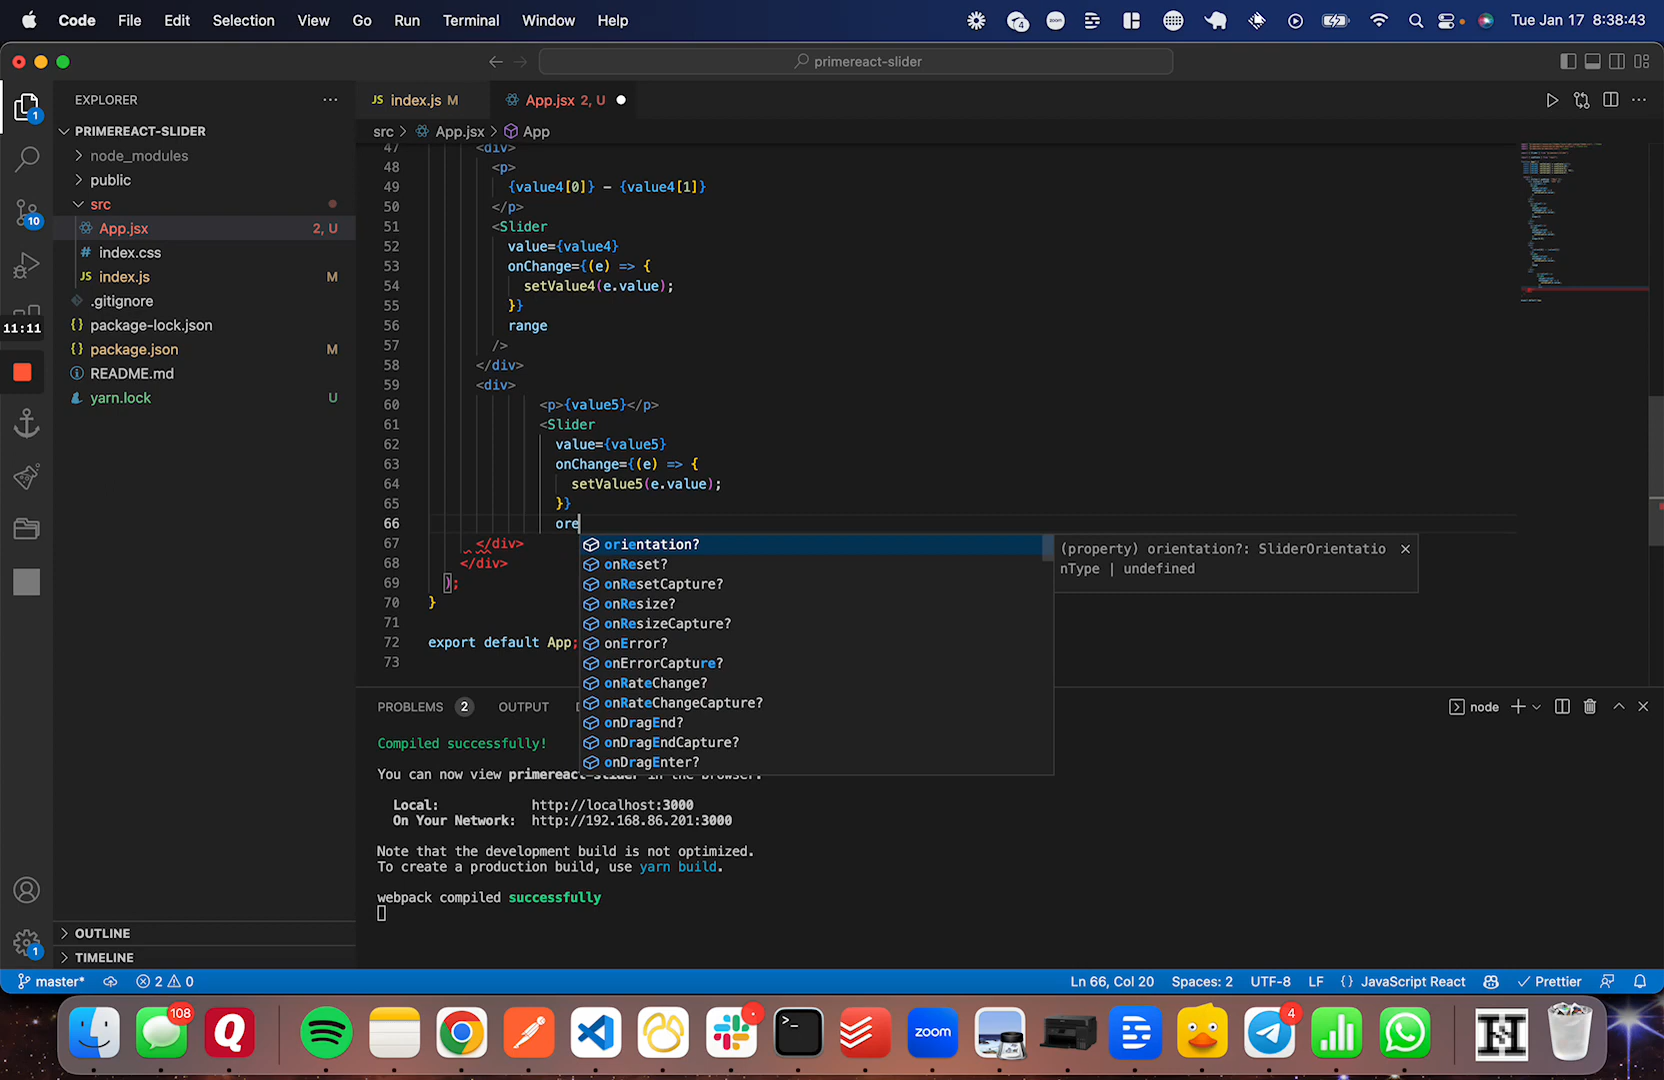 Code File Edit Selection View Go Run Terminal Window Help
4
zoom
Tue Jan 17 8:38:43
primereact-slider
EXPLORER
JS index.js M
App.jsx 2, U
1
PRIMEREACT-SLIDER
src > App.jsx > App
node_modules
public
src
App.jsx 2, U
# index.css
JS index.js M
.gitignore
{} package-lock.json
{} package.json M
README.md
yarn.lock U
10
11:11
1
OUTLINE
TIMELINE
47 <div>
48 <p>
49 {value4[0]} - {value4[1]}
50 </p>
51 <Slider
52 value={value4}
53 onChange={(e) => {
54 setValue4(e.value);
55 }}
56 range
57 />
58 </div>
59 <div>
60 <p>{value5}</p>
61 <Slider
62 value={value5}
63 onChange={(e) => {
64 setValue5(e.value);
65 }}
66 ore
67 </div>
68 </div>
69 );
70 }
71
72 export default App;
73
orientation?
onReset?
onResetCapture?
onResize?
onResizeCapture?
onError?
onErrorCapture?
onRateChange?
onRateChangeCapture?
onDragEnd?
onDragEndCapture?
onDragEnter?
(property) orientation?: SliderOrientatio
nType | undefined
PROBLEMS 2 OUTPUT
node
Compiled successfully!
You can now view primereact-slider in the browser.
Local: http://localhost:3000
On Your Network: http://192.168.86.201:3000
Note that the development build is not optimized.
To create a production build, use yarn build.
webpack compiled successfully
master* 2 0
Ln 66, Col 20 Spaces: 2 UTF-8 LF {} JavaScript React Prettier
108
Q
zoom
4
H